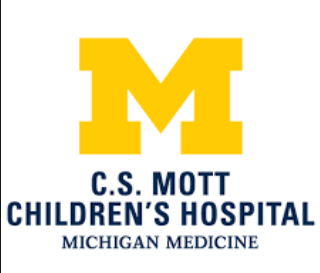 M
C.S. MOTT
CHILDREN'S HOSPITAL
MICHIGAN MEDICINE